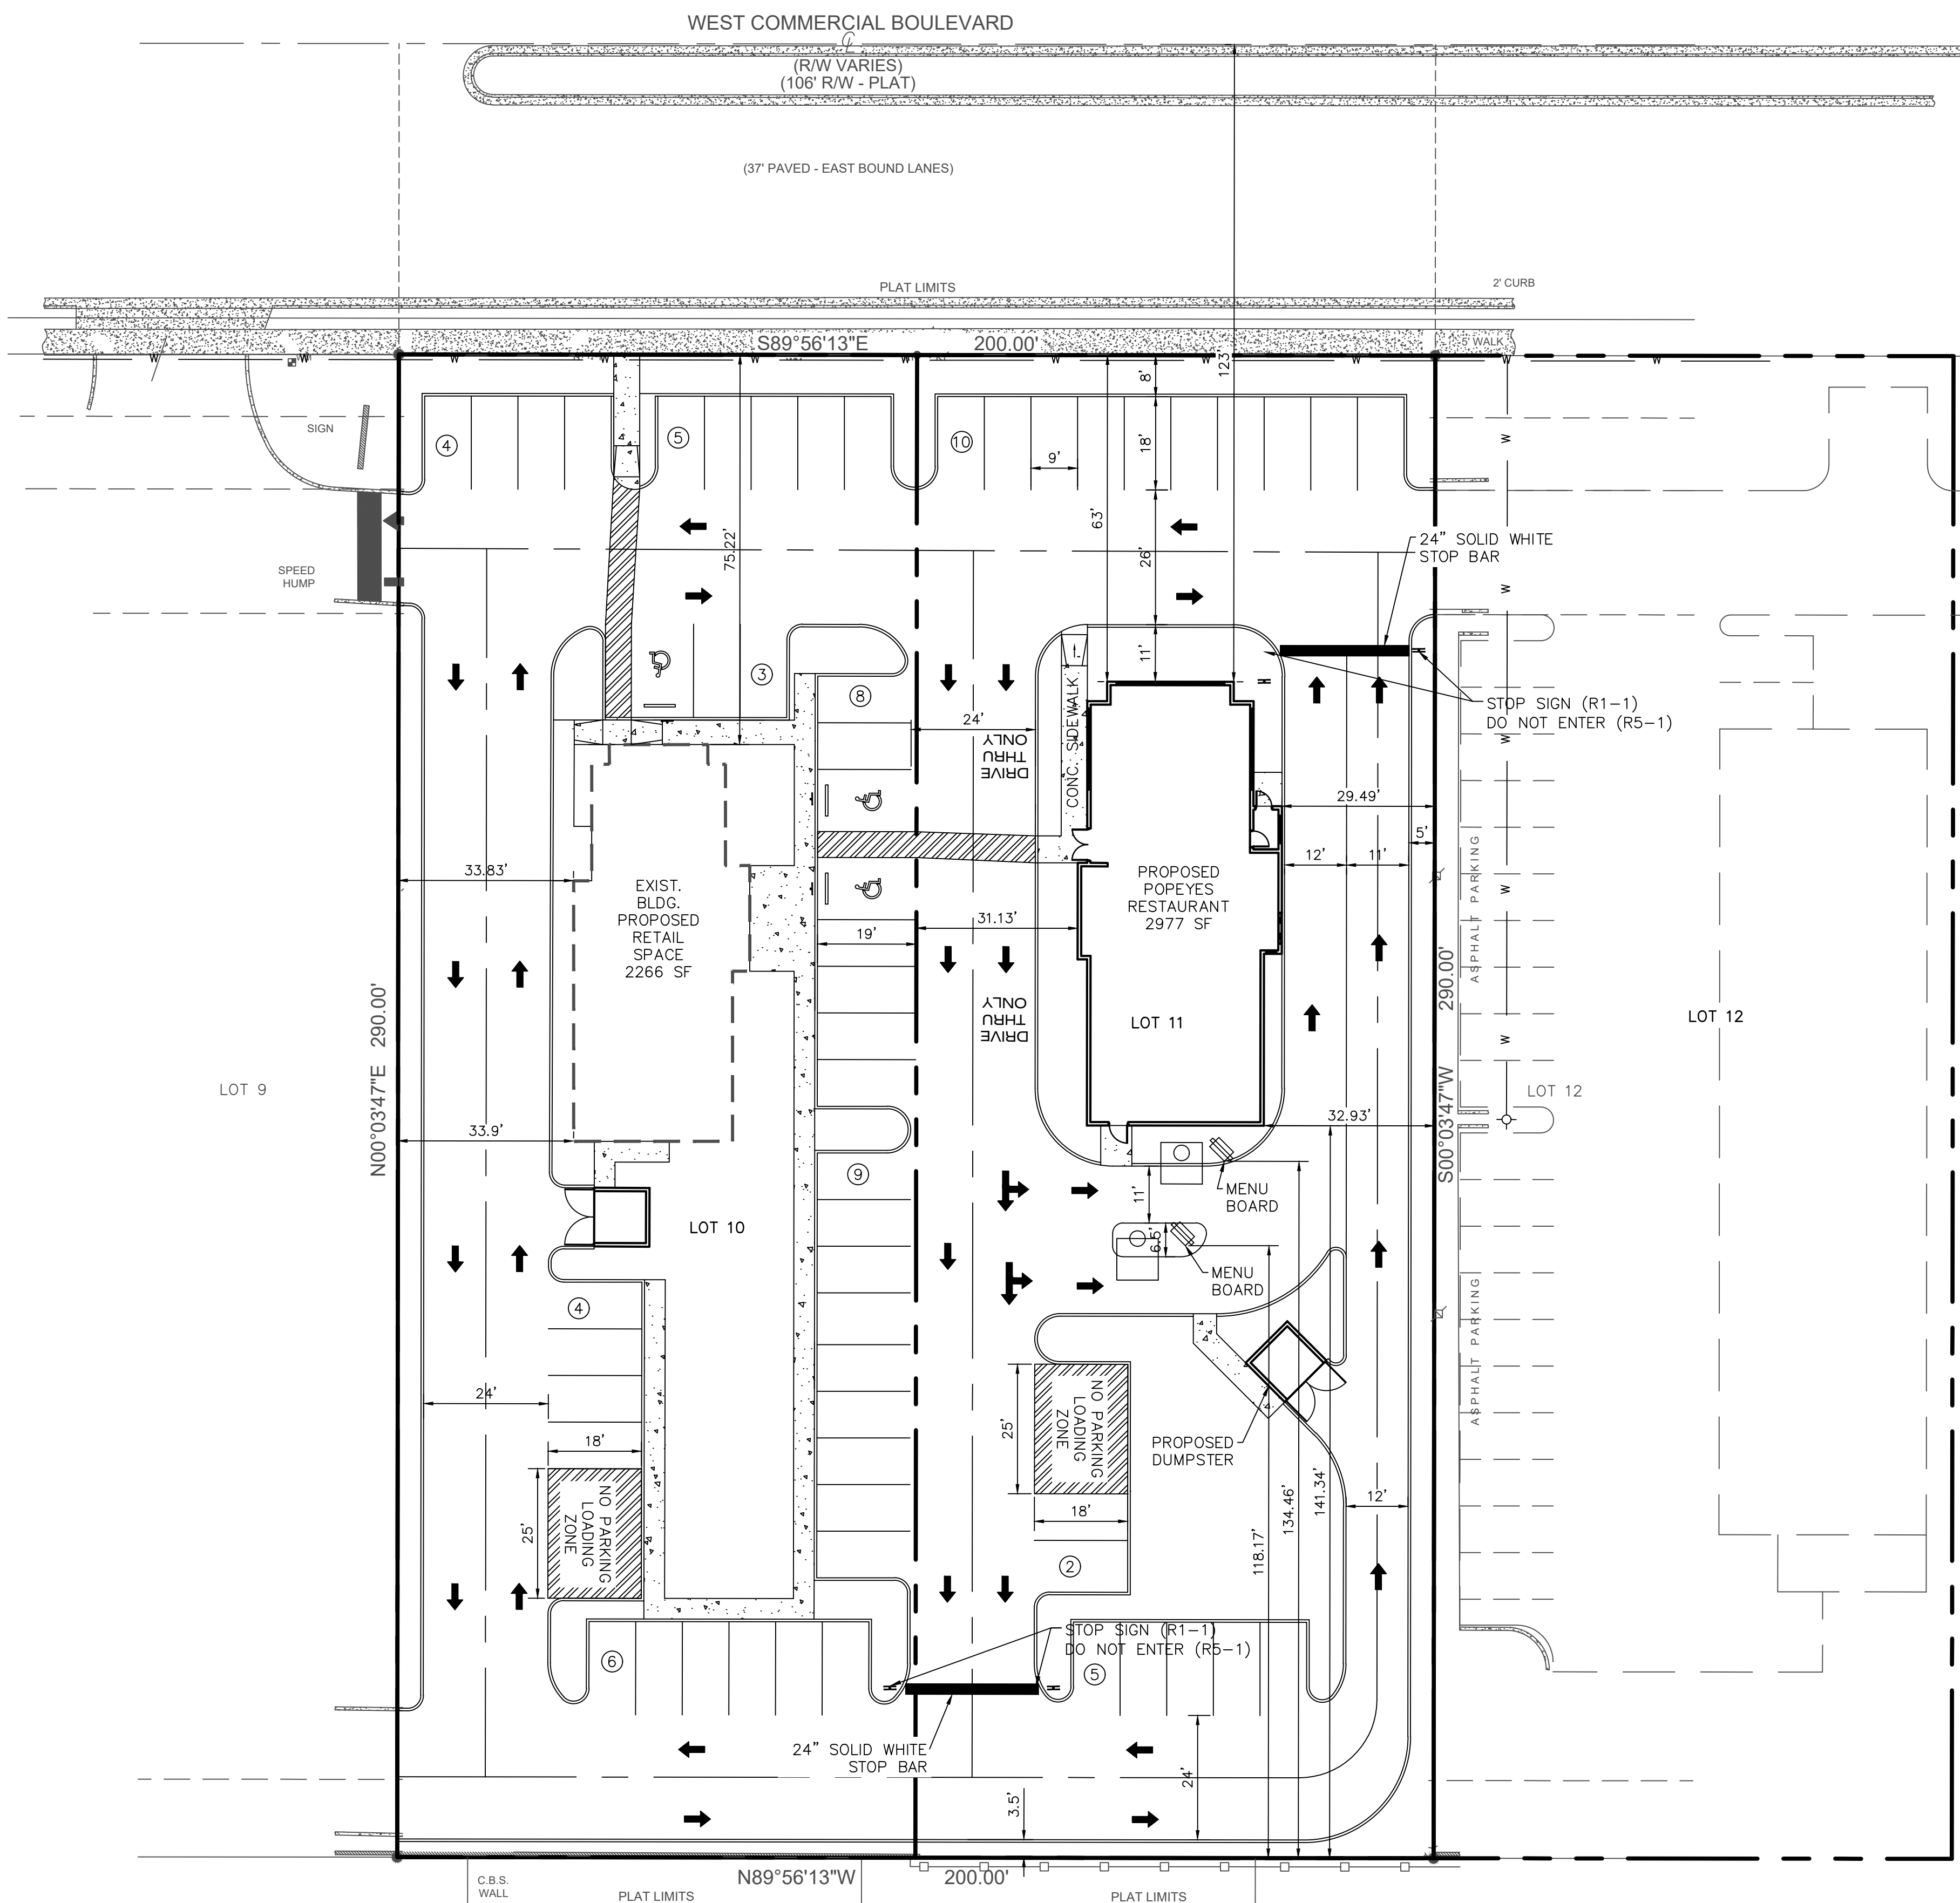 WEST COMMERCIAL BOULEVARD
(R/W VARIES)
(106' R/W - PLAT)
(37' PAVED - EAST BOUND LANES)
PLAT LIMITS
2' CURB
S89°56'13"E 200.00'
5' WALK
W W W W W W W W W
123'
8'
SIGN
4
5
10
18'
9'
W
63'
75.22'
26'
24" SOLID WHITE
STOP BAR
SPEED
HUMP
W
11'
3
8
CONC. SIDEWALK
STOP SIGN (R1-1)
DO NOT ENTER (R5-1)
24'
DRIVE
THRU
ONLY
W
29.49'
5'
12'
11'
33.83'
EXIST.
BLDG.
PROPOSED
RETAIL
SPACE
2266 SF
PROPOSED
POPEYES
RESTAURANT
2977 SF
ASPHALT PARKING
W
31.13'
19'
DRIVE
THRU
ONLY
LOT 11
LOT 12
N00°03'47"E 290.00'
S00°03'47"W 290.00'
W
LOT 9
LOT 12
33.9'
32.93'
9
11'
MENU
BOARD
LOT 10
6.5'
MENU
BOARD
4
ASPHALT PARKING
24'
NO PARKING
LOADING
ZONE
25'
18'
PROPOSED
DUMPSTER
18'
25'
NO PARKING
LOADING
ZONE
12'
118.17'
134.46'
141.34'
2
STOP SIGN (R1-1)
DO NOT ENTER (R5-1)
6
5
24" SOLID WHITE
STOP BAR
24'
3.5'
C.B.S.
WALL
N89°56'13"W 200.00'
PLAT LIMITS
PLAT LIMITS